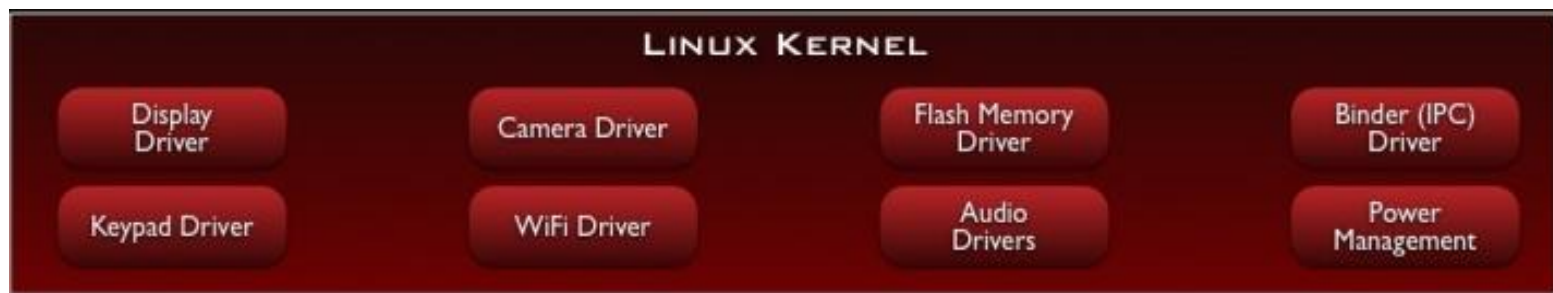 LINUX KERNEL
Display
Driver
Camera Driver
Flash Memory
Driver
Binder (IPC)
Driver
Keypad Driver
WiFi Driver
Audio
Drivers
Power
Management